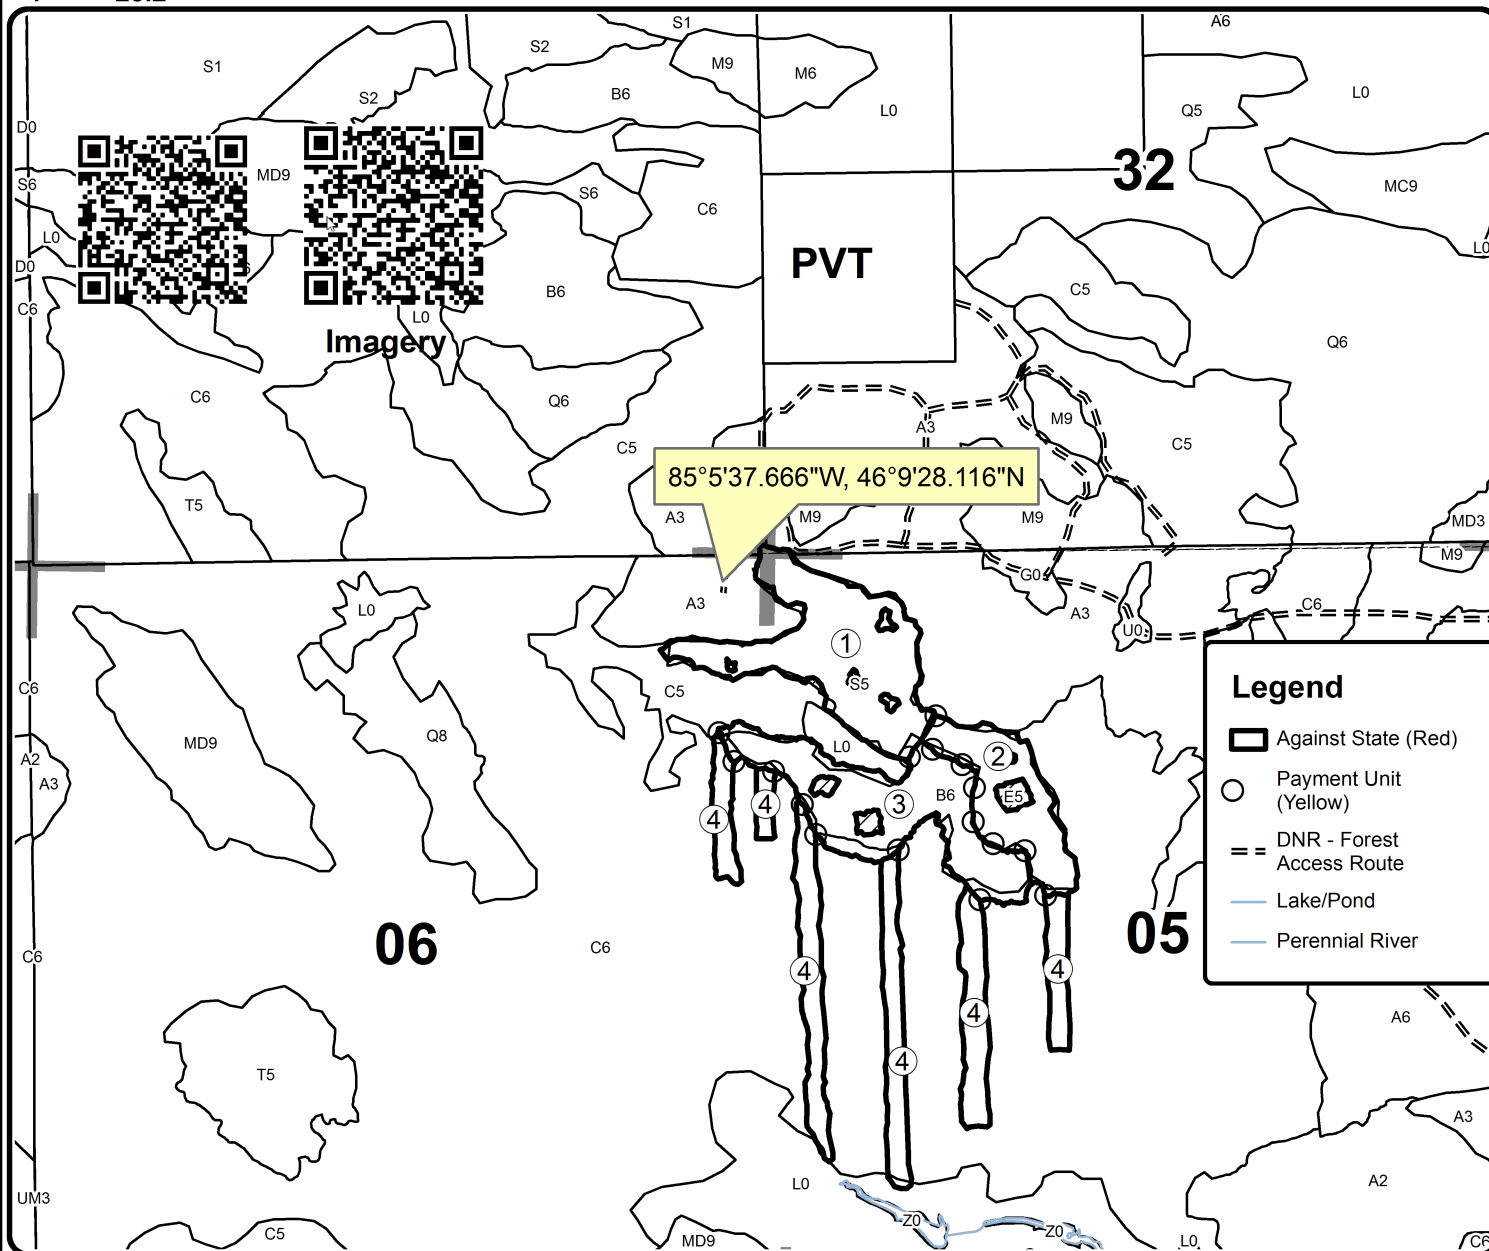 S1
A6
S1
S2
M9
M6
B6
L0
L0
Q5
S2
D0
32
MD9
S6
S6
MC9
C6
L0
L0
D0
PVT
C5
B6
C6
L0
Imagery
Q6
C6
Q6
M9
A3
C5
C5
85°5'37.666"W, 46°9'28.116"N
T5
A3
M9
M9
MD3
M9
G0
A3
L0
A3
C6
U0
1
S5
C6
C5
Legend
Against State (Red)
Payment Unit
(Yellow)
DNR - Forest
Access Route
Lake/Pond
Perennial River
Q8
MD9
L0
2
A2
A3
B6
E5
3
4
4
06
05
C6
C6
4
4
4
A6
4
T5
A3
A2
UM3
L0
Z0
Z0
C5
MD9
L0
C6